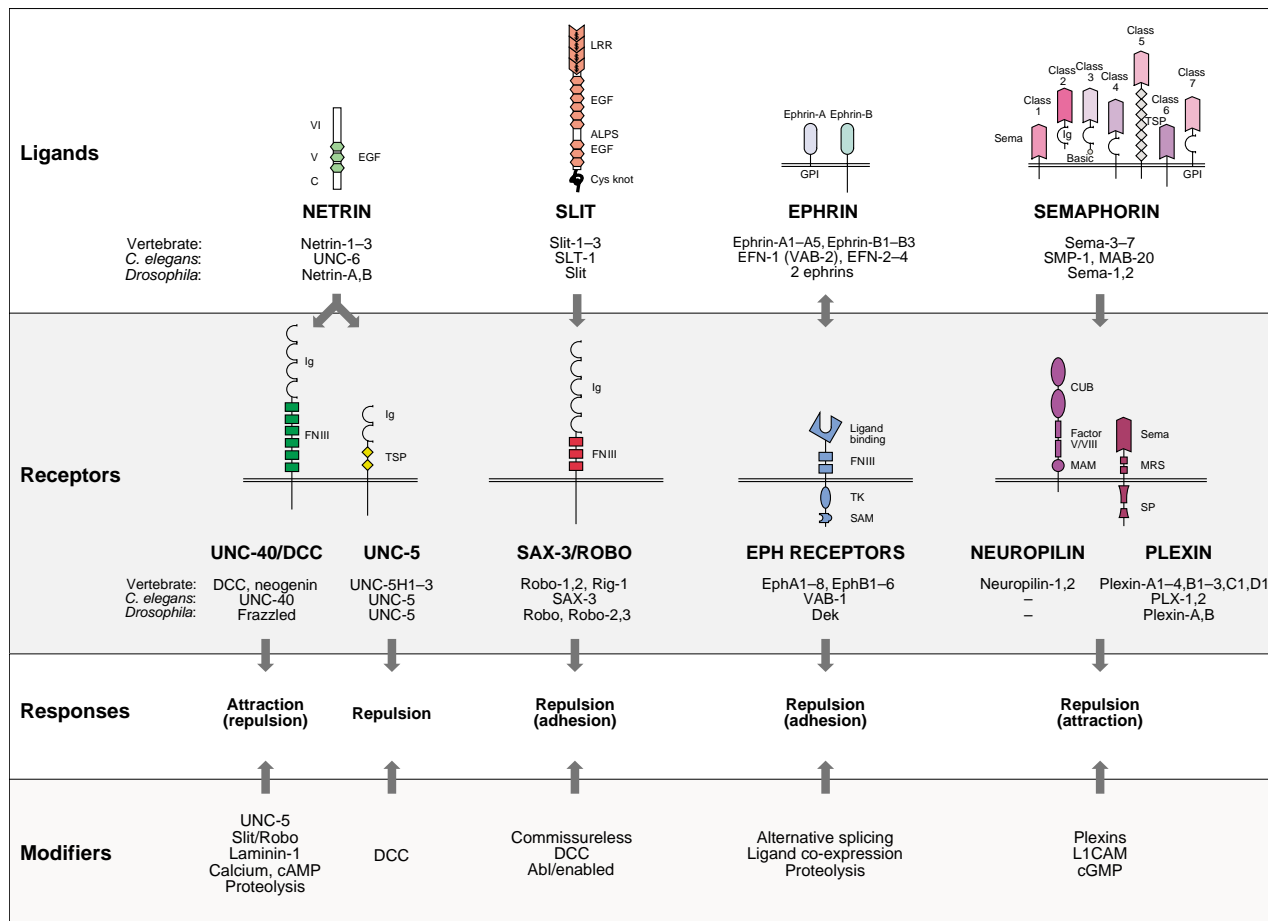 Ligands
VI
V
C
EGF
NETRIN
LRR
EGF
ALPS
EGF
Cys knot
SLIT
Ephrin-A Ephrin-B
GPI
EPHRIN
Class
1
Class
2
Class
3
Class
4
Class
5
Class
6
Class
7
Sema
Ig
Basic
TSP
GPI
SEMAPHORIN
Vertebrate:
C. elegans:
Drosophila:
Netrin-1–3
UNC-6
Netrin-A,B
Slit-1–3
SLT-1
Slit
Ephrin-A1–A5, Ephrin-B1–B3
EFN-1 (VAB-2), EFN-2–4
2 ephrins
Sema-3–7
SMP-1, MAB-20
Sema-1,2
Receptors
Ig
FNIII
UNC-40/DCC
Ig
TSP
UNC-5
Ig
FNIII
SAX-3/ROBO
Ligand
binding
FNIII
TK
SAM
EPH RECEPTORS
CUB
Factor
V/VIII
MAM
NEUROPILIN
Sema
MRS
SP
PLEXIN
Vertebrate:
C. elegans:
Drosophila:
DCC, neogenin
UNC-40
Frazzled
UNC-5H1–3
UNC-5
UNC-5
Robo-1,2, Rig-1
SAX-3
Robo, Robo-2,3
EphA1–8, EphB1–6
VAB-1
Dek
Neuropilin-1,2
–
–
Plexin-A1–4,B1–3,C1,D1
PLX-1,2
Plexin-A,B
Responses
Attraction
(repulsion)
Repulsion
Repulsion
(adhesion)
Repulsion
(adhesion)
Repulsion
(attraction)
Modifiers
UNC-5
Slit/Robo
Laminin-1
Calcium, cAMP
Proteolysis
DCC
Commissureless
DCC
Abl/enabled
Alternative splicing
Ligand co-expression
Proteolysis
Plexins
L1CAM
cGMP